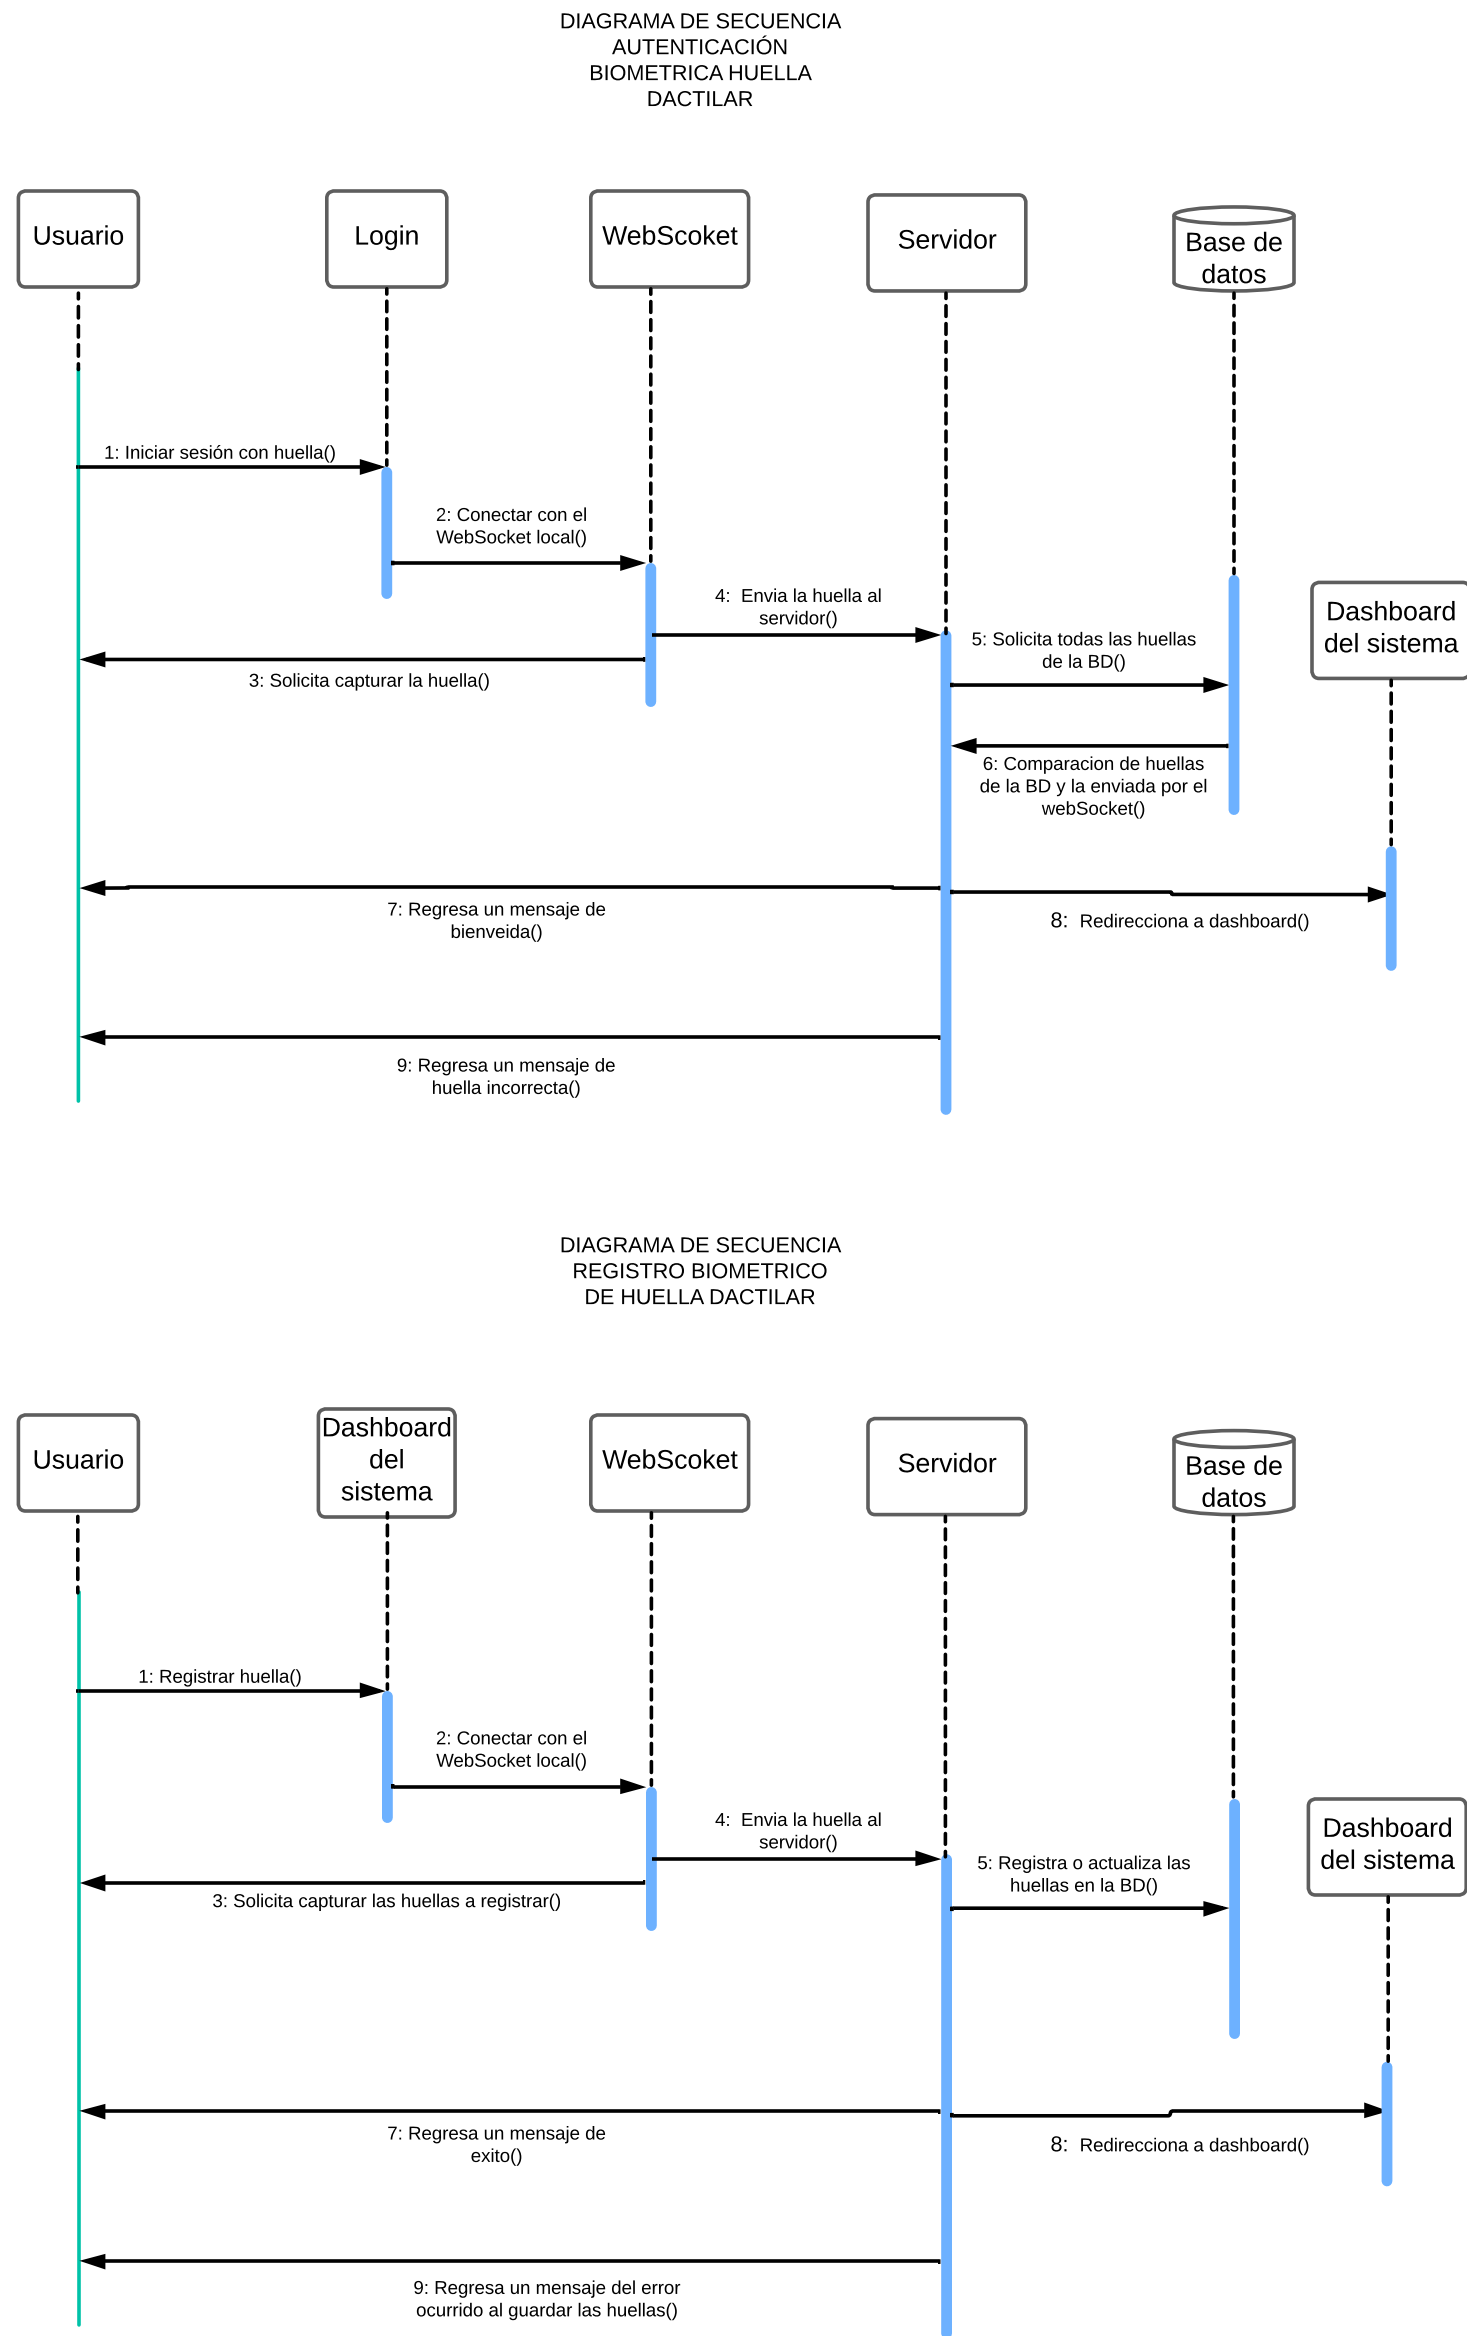 DIAGRAMA DE SECUENCIA
AUTENTICACIÓN
BIOMETRICA HUELLA
DACTILAR
Usuario
Login
WebScoket
Servidor
Base de
datos
1: Iniciar sesión con huella()
2: Conectar con el
WebSocket local()
4:  Envia la huella al
servidor()
Dashboard
del sistema
5: Solicita todas las huellas
de la BD()
3: Solicita capturar la huella()
6: Comparacion de huellas
de la BD y la enviada por el
webSocket()
7: Regresa un mensaje de
bienveida()
8:  Redirecciona a dashboard()
9: Regresa un mensaje de
huella incorrecta()
DIAGRAMA DE SECUENCIA
REGISTRO BIOMETRICO
DE HUELLA DACTILAR
Usuario
Dashboard
del
sistema
WebScoket
Servidor
Base de
datos
1: Registrar huella()
2: Conectar con el
WebSocket local()
4:  Envia la huella al
servidor()
Dashboard
del sistema
5: Registra o actualiza las
huellas en la BD()
3: Solicita capturar las huellas a registrar()
7: Regresa un mensaje de
exito()
8:  Redirecciona a dashboard()
9: Regresa un mensaje del error
ocurrido al guardar las huellas()